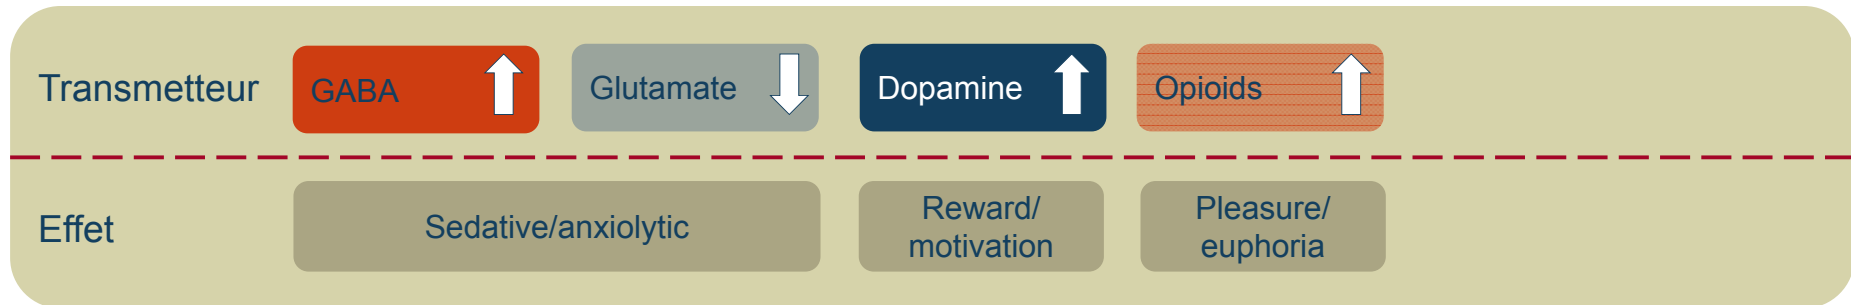 Transmetteur
GABA
Glutamate
Dopamine
Opioids
Effet
Sedative/anxiolytic
Reward/
motivation
Pleasure/
euphoria